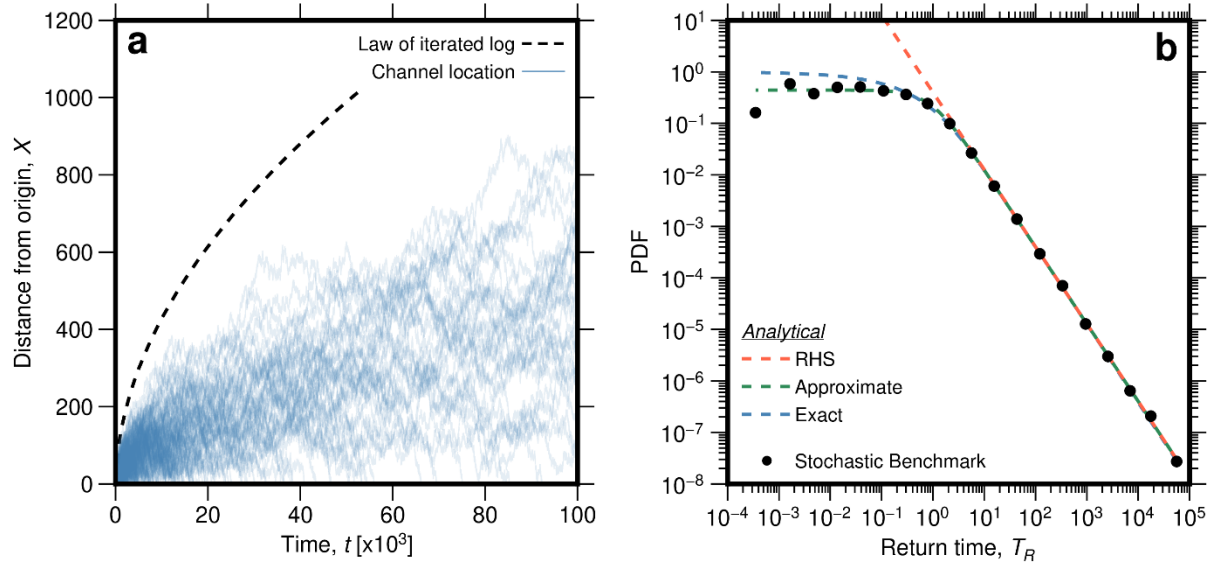 a
Law of iterated log
Channel location
Distance from origin, X
1200
1000
800
600
400
200
0
0 20 40 60 80 100
Time, t [x10³]
b
PDF
10¹
10⁰
10⁻¹
10⁻²
10⁻³
10⁻⁴
10⁻⁵
10⁻⁶
10⁻⁷
10⁻⁸
Analytical
RHS
Approximate
Exact
Stochastic Benchmark
10⁻⁴ 10⁻³ 10⁻² 10⁻¹ 10⁰ 10¹ 10² 10³ 10⁴ 10⁵
Return time, T_R